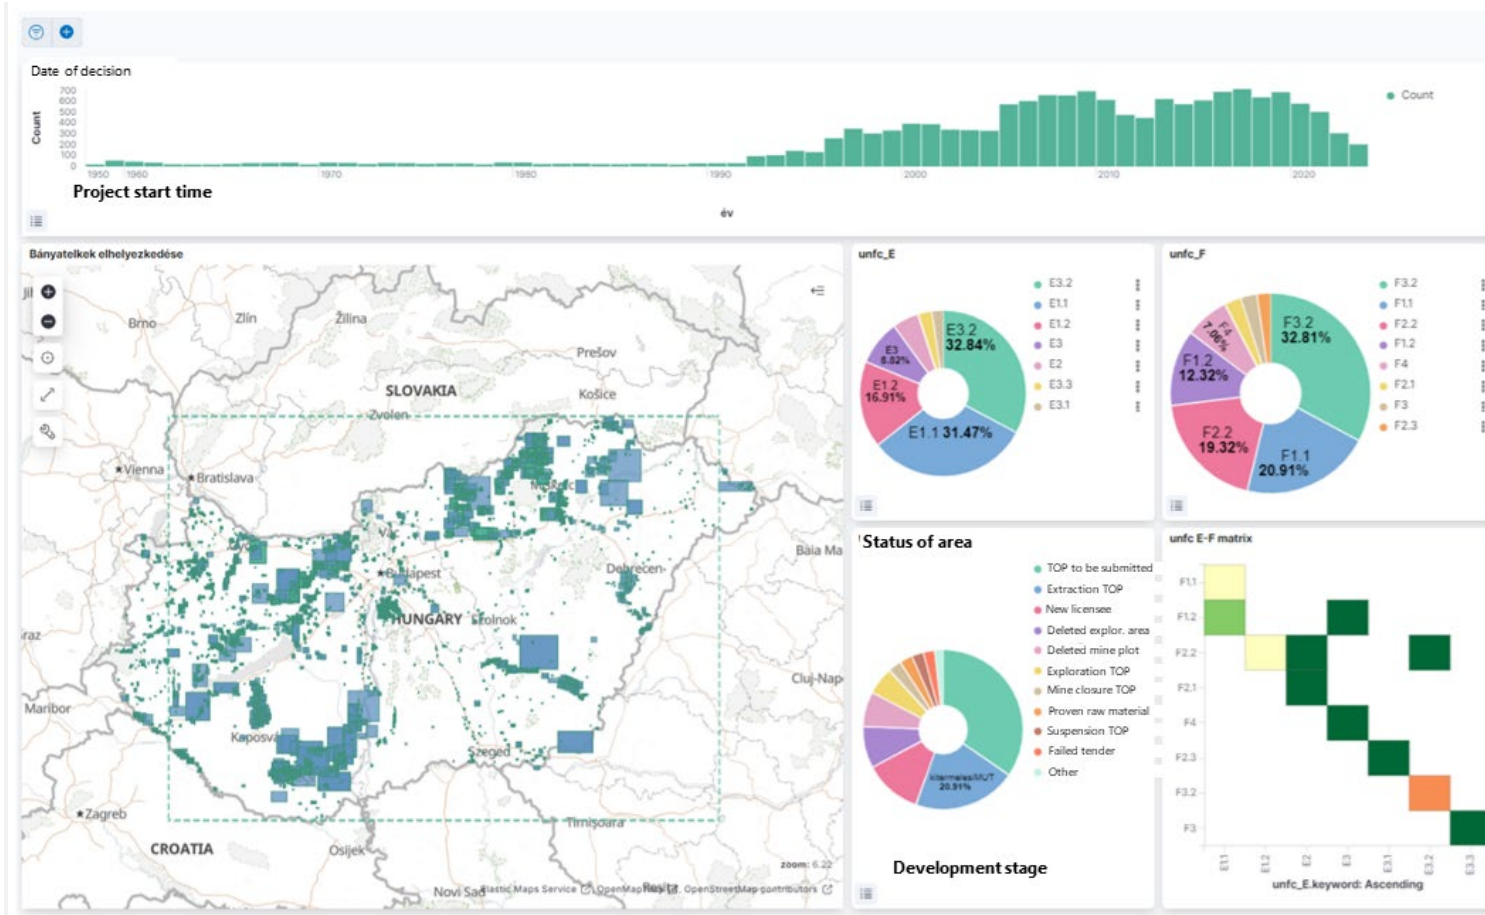 Date of decision
700
600
500
400
300
200
100
0
Count
1950 1960 1970 1980 1990 2000 2010 2020
Count
Project start time
év
Bányatelkek elhelyezkedése
Brno
Zlín
Žilina
Prešov
SLOVAKIA
Košice
Zvolen
Vienna
Bratislava
Budapest
Baia Ma
Debrecen
HUNGARY
Szolnok
Cluj-Nap
Maribor
Kaposvá
Szeged
Zagreb
Timișoara
CROATIA
Osijek
zoom: 6.22
Novi Sad
Elastic Maps Service, OpenMapTiles, OpenStreetMap contributors
unfc_E
E3.2
32.84%
E1.1 31.47%
E1.2
16.91%
E3
8.82%
E3.2
E1.1
E1.2
E3
E2
E3.3
E3.1
unfc_F
F3.2
32.81%
F1.1
20.91%
F2.2
19.32%
F1.2
12.32%
F4
7.06%
F3.2
F1.1
F2.2
F1.2
F4
F2.1
F3
F2.3
Status of area
TOP to be submitted
Extraction TOP
New licensee
Deleted explor. area
Deleted mine plot
Exploration TOP
Mine closure TOP
Proven raw material
Suspension TOP
Failed tender
Other
kitermelés/MUT
20.91%
Development stage
unfc E-F matrix
F1.1
F1.2
F2.2
F2.1
F4
F2.3
F3.2
F3
E1.1 E1.2 E2 E3 E3.1 E3.2 E3.3
unfc_E.keyword: Ascending